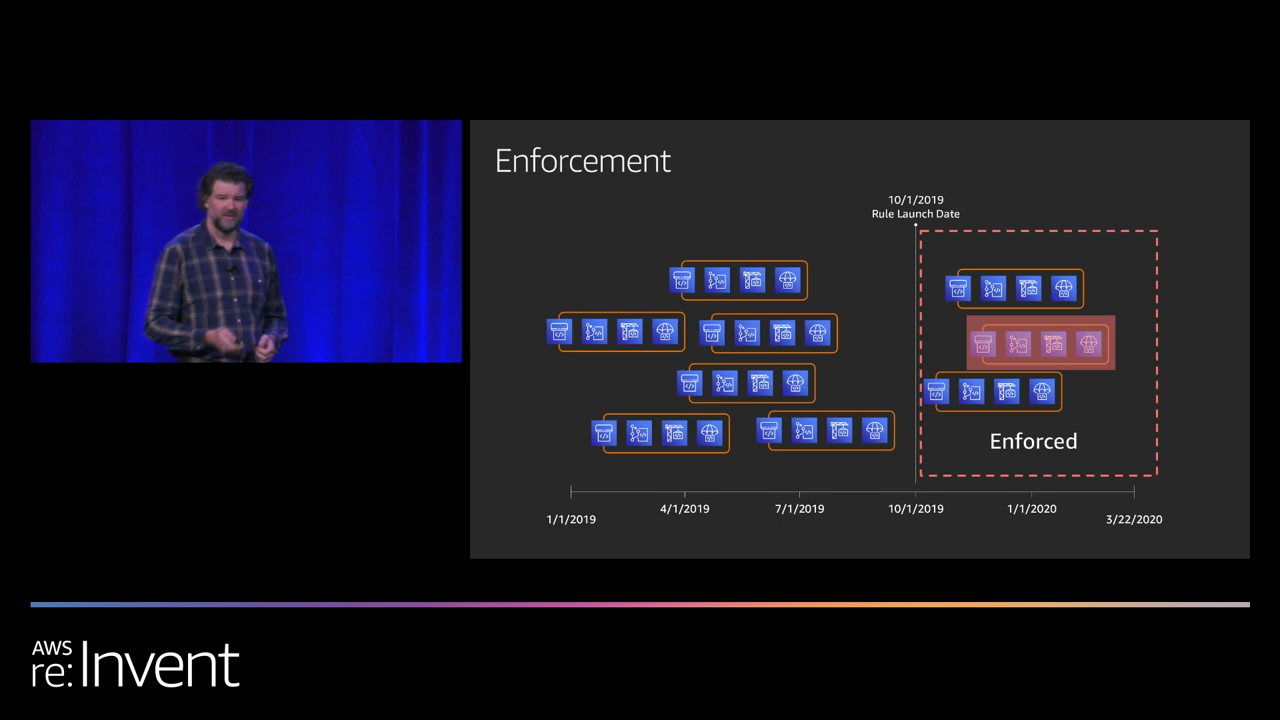 Enforcement
10/1/2019
Rule Launch Date
Enforced
1/1/2019
4/1/2019
7/1/2019
10/1/2019
1/1/2020
3/22/2020
AWS
re:Invent